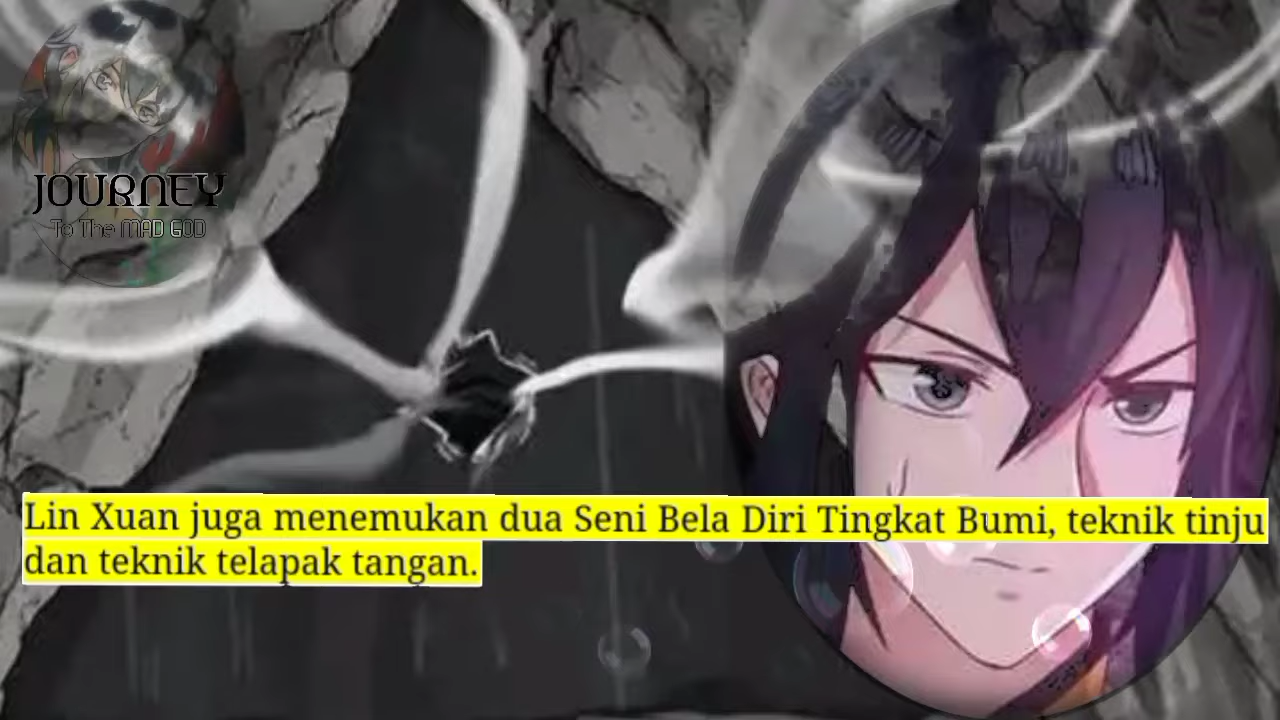 JOURNEY
To The MAD GOD
Lin Xuan juga menemukan dua Seni Bela Diri Tingkat Bumi, teknik tinju
dan teknik telapak tangan.